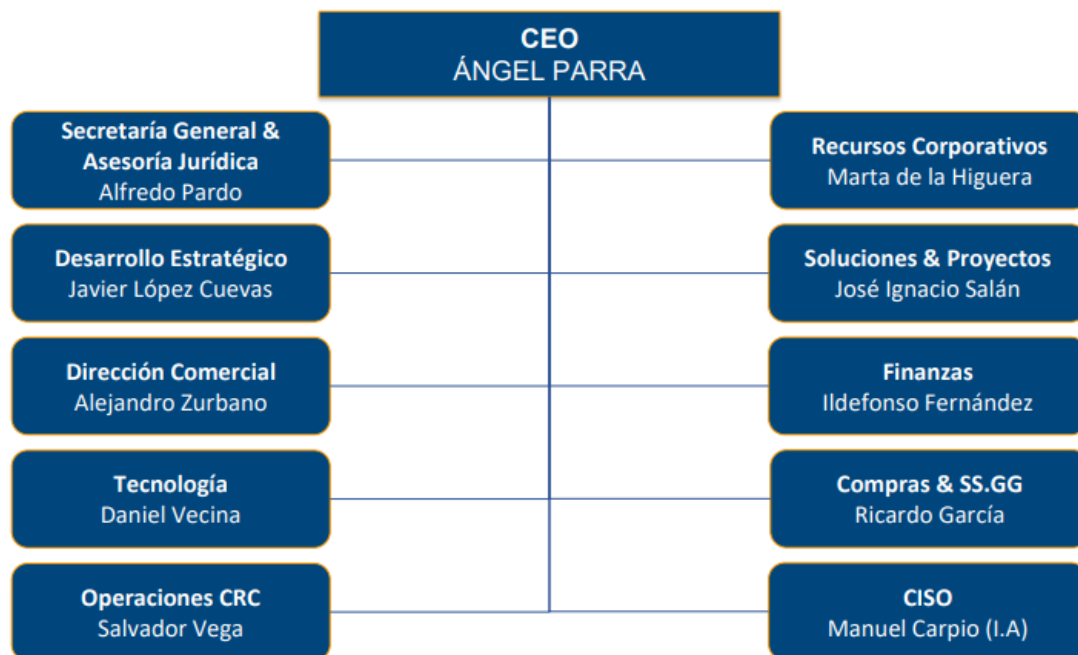 CEO
ÁNGEL PARRA
Secretaría General &
Asesoría Jurídica
Alfredo Pardo
Recursos Corporativos
Marta de la Higuera
Desarrollo Estratégico
Javier López Cuevas
Soluciones & Proyectos
José Ignacio Salán
Dirección Comercial
Alejandro Zurbano
Finanzas
Ildefonso Fernández
Tecnología
Daniel Vecina
Compras & SS.GG
Ricardo García
Operaciones CRC
Salvador Vega
CISO
Manuel Carpio (I.A)